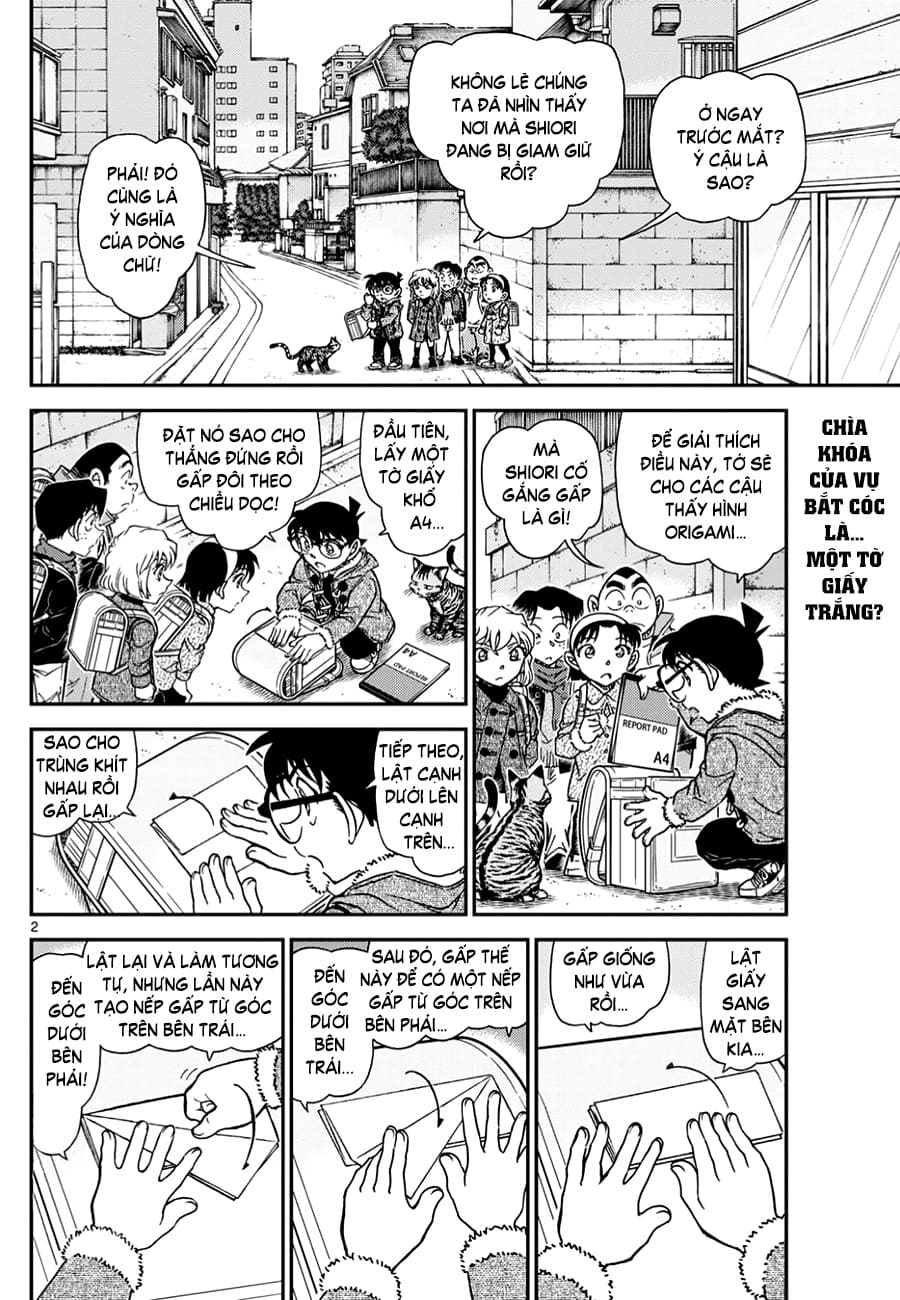 Ở NGAY
TRƯỚC MẮT?
Ý CẬU LÀ
SAO?
KHÔNG LẼ CHÚNG
TA ĐÃ NHÌN THẤY
NƠI MÀ SHIORI
ĐANG BỊ GIAM GIỮ
RỒI?
PHẢI! ĐÓ
CŨNG LÀ
Ý NGHĨA
CỦA DÒNG
CHỮ!
CHÌA
KHÓA
CỦA VỤ
BẮT CÓC
LÀ...
MỘT TỜ
GIẤY
TRẮNG?
ĐỂ GIẢI THÍCH
ĐIỀU NÀY, TỚ SẼ
CHO CÁC CẬU
THẤY HÌNH
ORIGAMI...
MÀ
SHIORI CỐ
GẮNG GẤP
LÀ GÌ!
REPORT PAD
A4
ĐẦU TIÊN,
LẤY MỘT
TỜ GIẤY
KHỔ
A4...
ĐẶT NÓ SAO CHO
THẲNG ĐỨNG RỒI
GẤP ĐÔI THEO
CHIỀU DỌC!
REPORT PAD
A4
TIẾP THEO,
LẬT CẠNH
DƯỚI LÊN
CẠNH
TRÊN...
SAO CHO
TRÙNG KHÍT
NHAU RỒI
GẤP LẠI...
2
LẬT
GIẤY
SANG
MẶT BÊN
KIA...
GẤP GIỐNG
NHƯ VỪA
RỒI...
SAU ĐÓ, GẤP THẾ
NÀY ĐỂ CÓ MỘT NẾP
GẤP TỪ GÓC TRÊN
BÊN PHẢI...
ĐẾN
GÓC
DƯỚI
BÊN
TRÁI...
LẬT LẠI VÀ LÀM TƯƠNG
TỰ, NHƯNG LẦN NÀY
TẠO NẾP GẤP TỪ GÓC
TRÊN BÊN TRÁI...
ĐẾN
GÓC
DƯỚI
BÊN
PHẢI!